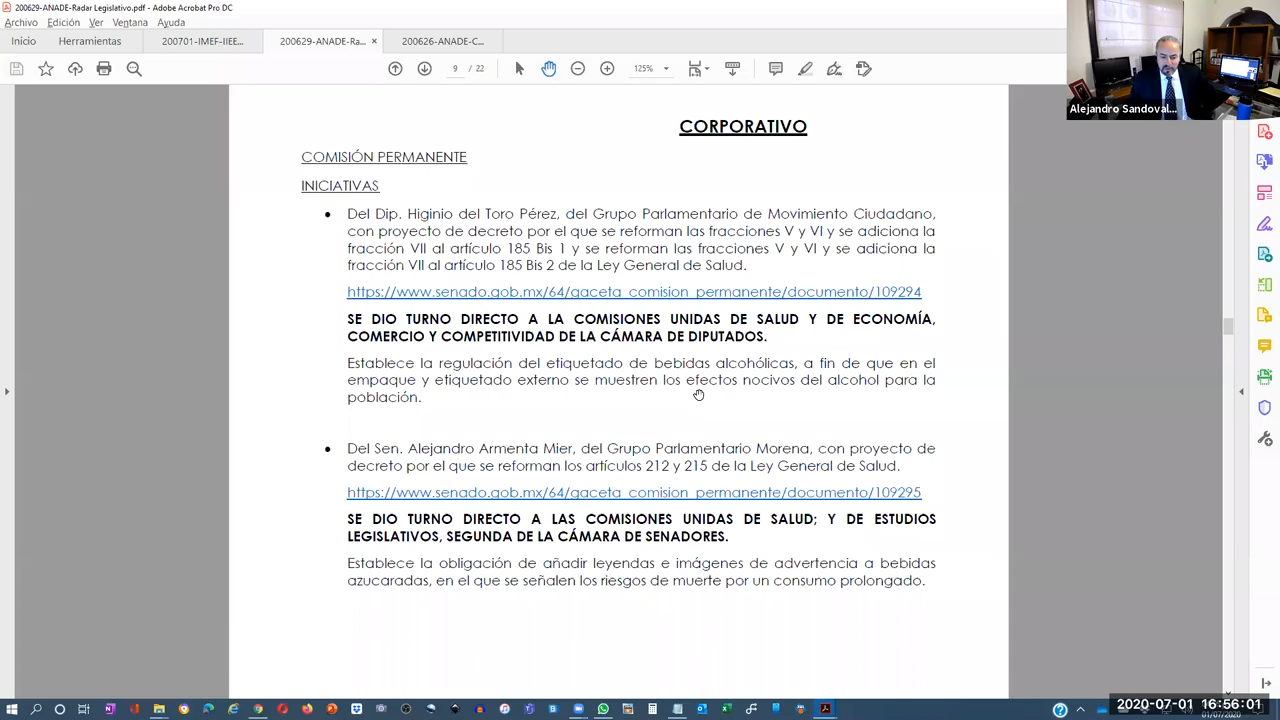 200629-ANADE-Radar Legislativo.pdf - Adobe Acrobat Pro DC
Archivo Edición Ver Ventana Ayuda
Inicio Herramientas 200701-IMEF-IIEE... 200629-ANADE-Ra... × 200626-ANADE-C...
9 / 22 125%
Alejandro Sandoval...
CORPORATIVO
COMISIÓN PERMANENTE
INICIATIVAS
• Del Dip. Higinio del Toro Pérez, del Grupo Parlamentario de Movimiento Ciudadano,
con proyecto de decreto por el que se reforman las fracciones V y VI y se adiciona la
fracción VII al artículo 185 Bis 1 y se reforman las fracciones V y VI y se adiciona la
fracción VII al artículo 185 Bis 2 de la Ley General de Salud.
https://www.senado.gob.mx/64/gaceta_comision_permanente/documento/109294
SE DIO TURNO DIRECTO A LA COMISIONES UNIDAS DE SALUD Y DE ECONOMÍA,
COMERCIO Y COMPETITIVIDAD DE LA CÁMARA DE DIPUTADOS.
Establece la regulación del etiquetado de bebidas alcohólicas, a fin de que en el
empaque y etiquetado externo se muestren los efectos nocivos del alcohol para la
población.
• Del Sen. Alejandro Armenta Mier, del Grupo Parlamentario Morena, con proyecto de
decreto por el que se reforman los artículos 212 y 215 de la Ley General de Salud.
https://www.senado.gob.mx/64/gaceta_comision_permanente/documento/109295
SE DIO TURNO DIRECTO A LAS COMISIONES UNIDAS DE SALUD; Y DE ESTUDIOS
LEGISLATIVOS, SEGUNDA DE LA CÁMARA DE SENADORES.
Establece la obligación de añadir leyendas e imágenes de advertencia a bebidas
azucaradas, en el que se señalen los riesgos de muerte por un consumo prolongado.
2020-07-01 16:56:01
01/07/2020